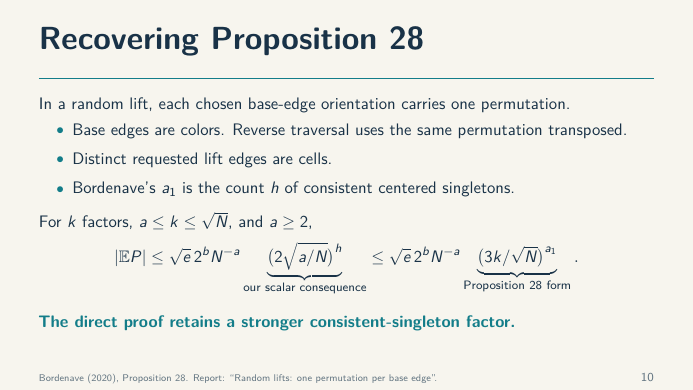 Recovering Proposition 28
In a random lift, each chosen base-edge orientation carries one permutation.
• Base edges are colors. Reverse traversal uses the same permutation transposed.
• Distinct requested lift edges are cells.
• Bordenave's a₁ is the count h of consistent centered singletons.
For k factors, a ≤ k ≤ √N, and a ≥ 2,
|𝔼P| ≤ √e 2ᵇN⁻ᵃ (2√(a/N))ʰ ≤ √e 2ᵇN⁻ᵃ (3k/√N)^{a₁} .
our scalar consequence Proposition 28 form
The direct proof retains a stronger consistent-singleton factor.
Bordenave (2020), Proposition 28. Report: “Random lifts: one permutation per base edge”. 10